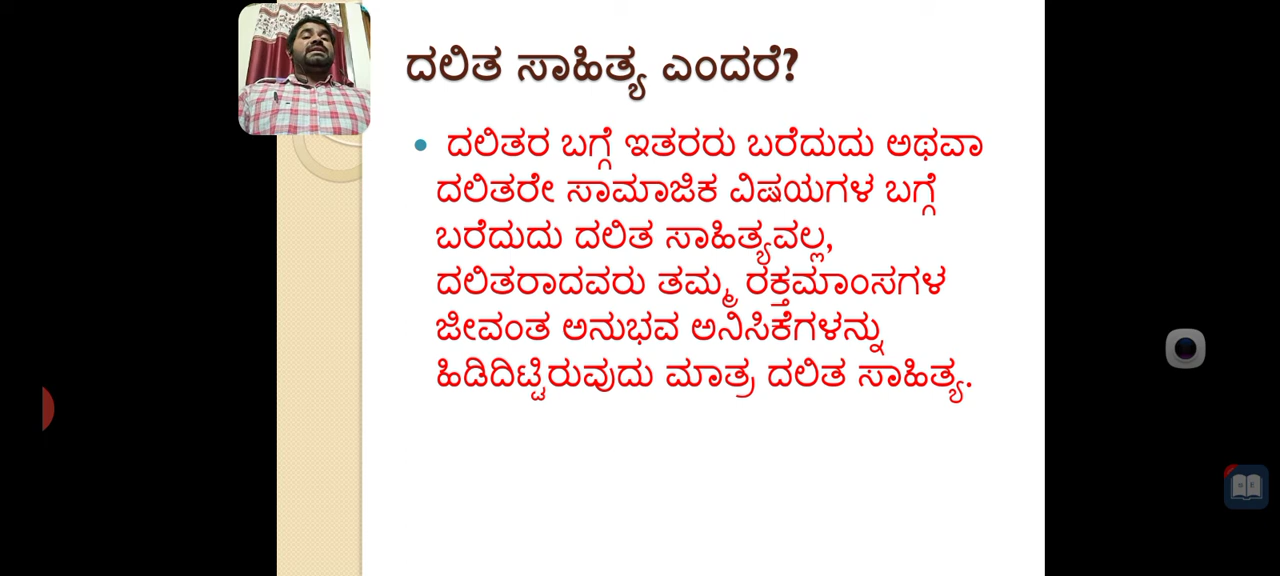 ದಲಿತ ಸಾಹಿತ್ಯ ಎಂದರೆ?
• ದಲಿತರ ಬಗ್ಗೆ ಇತರರು ಬರೆದುದು ಅಥವಾ
ದಲಿತರೇ ಸಾಮಾಜಿಕ ವಿಷಯಗಳ ಬಗ್ಗೆ
ಬರೆದುದು ದಲಿತ ಸಾಹಿತ್ಯವಲ್ಲ,
ದಲಿತರಾದವರು ತಮ್ಮ ರಕ್ತಮಾಂಸಗಳ
ಜೀವಂತ ಅನುಭವ ಅನಿಸಿಕೆಗಳನ್ನು
ಹಿಡಿದಿಟ್ಟಿರುವುದು ಮಾತ್ರ ದಲಿತ ಸಾಹಿತ್ಯ.